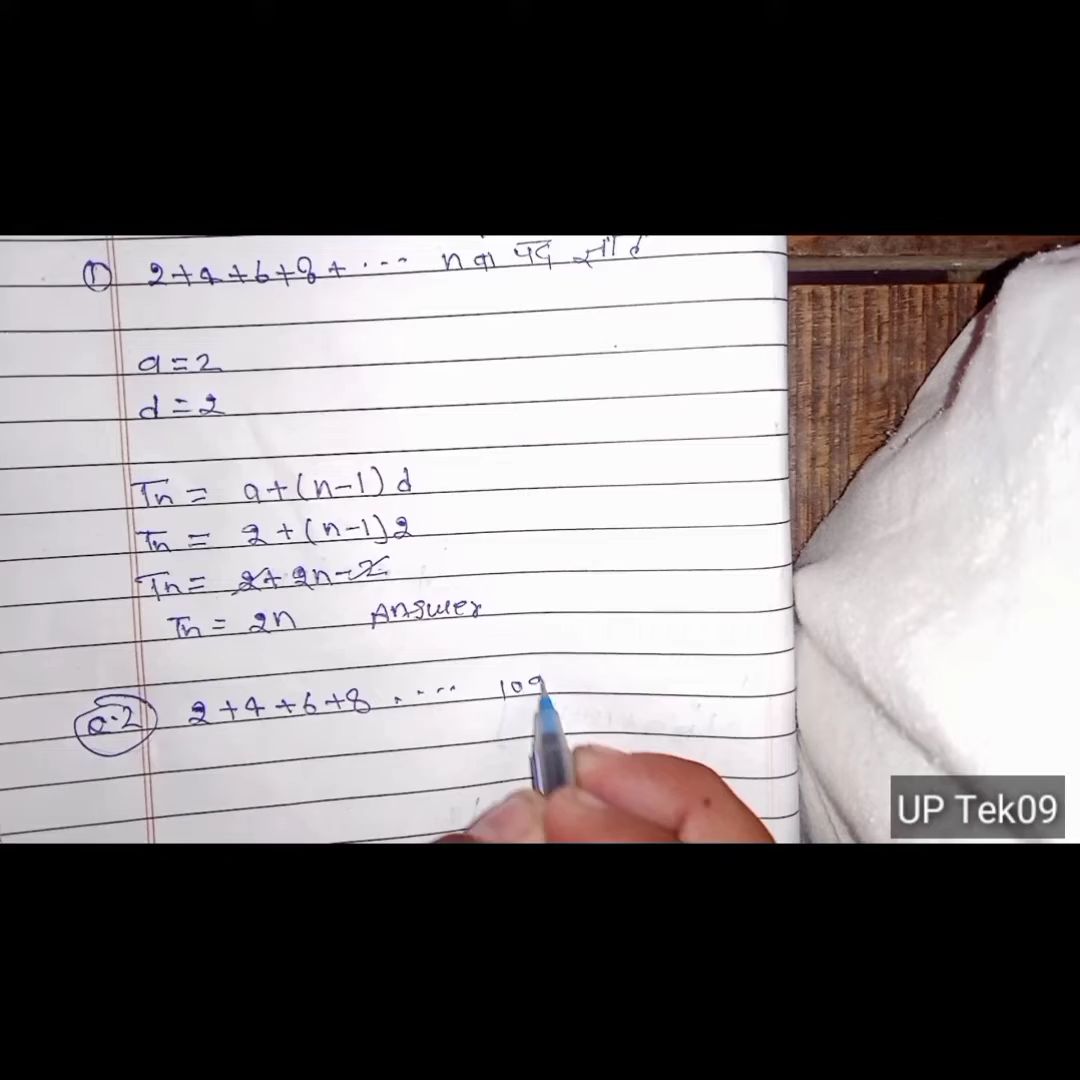 ① 2+4+6+8+ ... n वा पद ज्ञात
a = 2
d = 2
Tn = a+(n-1) d
Tn = 2 + (n-1)2
Tn = 2+ 2n-2
Tn = 2n Answer
Q.2 2+4+6+8 ....
UP Tek09